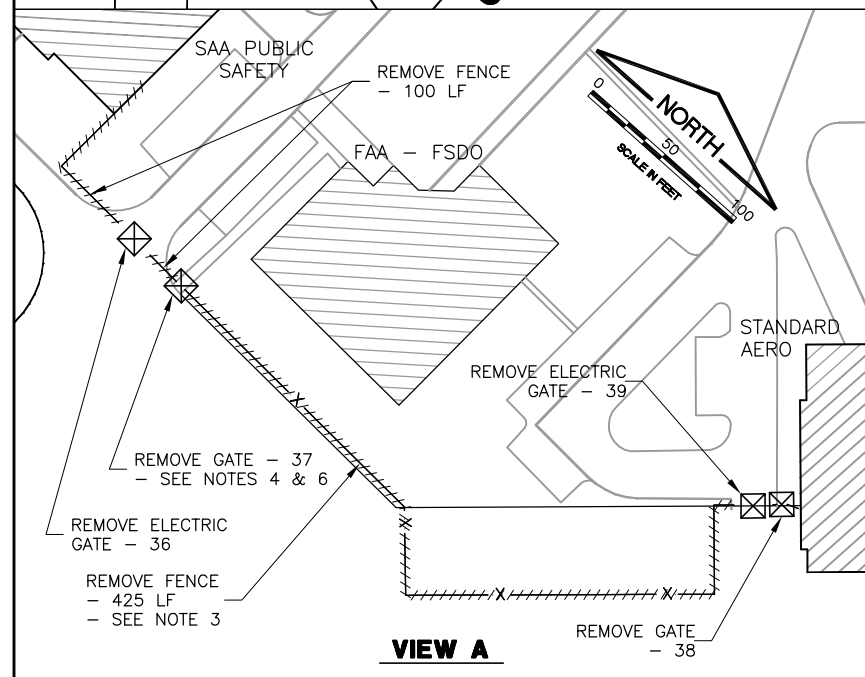 SAA PUBLIC
SAFETY
REMOVE FENCE
– 100 LF
NORTH
0
50
100
SCALE IN FEET
FAA – FSDO
STANDARD
AERO
REMOVE ELECTRIC
GATE – 39
REMOVE GATE – 37
– SEE NOTES 4 & 6
REMOVE ELECTRIC
GATE – 36
REMOVE FENCE
– 425 LF
– SEE NOTE 3
REMOVE GATE
– 38
VIEW A